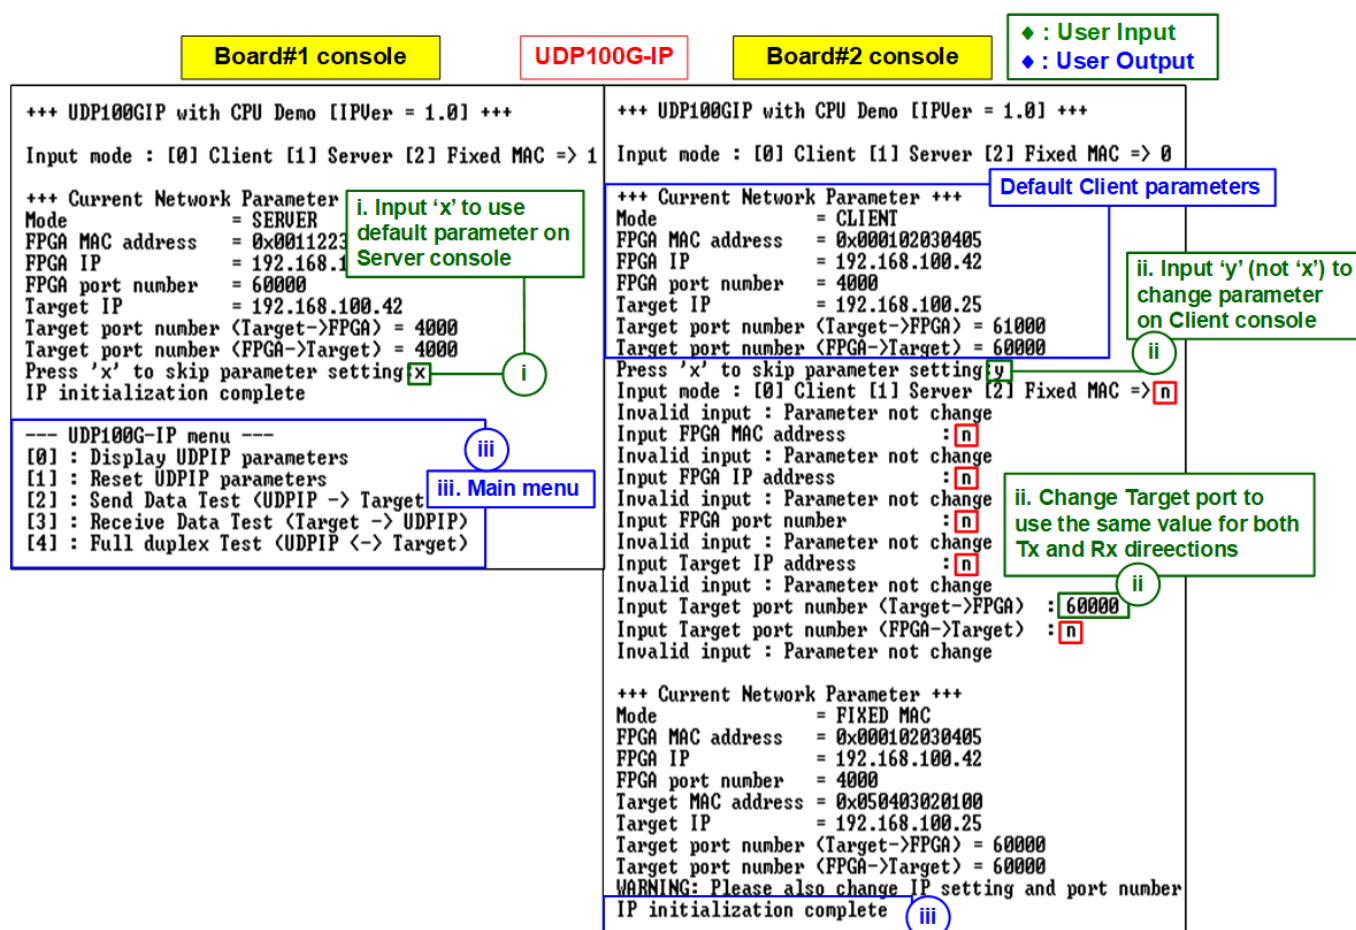 Board#1 console
UDP100G-IP
Board#2 console
♦ : User Input
♦ : User Output
+++ UDP100GIP with CPU Demo [IPVer = 1.0] +++
Input mode : [0] Client [1] Server [2] Fixed MAC => 1
+++ Current Network Parameter
Mode = SERVER
FPGA MAC address = 0x0011223
FPGA IP = 192.168.1
FPGA port number = 60000
Target IP = 192.168.100.42
Target port number (Target->FPGA) = 4000
Target port number (FPGA->Target) = 4000
Press 'x' to skip parameter setting:x
IP initialization complete
i. Input ‘x’ to use
default parameter on
Server console
i
--- UDP100G-IP menu ---
[0] : Display UDPIP parameters
[1] : Reset UDPIP parameters
[2] : Send Data Test (UDPIP -> Target
[3] : Receive Data Test (Target -> UDPIP)
[4] : Full duplex Test (UDPIP <-> Target)
iii
iii. Main menu
+++ UDP100GIP with CPU Demo [IPVer = 1.0] +++
Input mode : [0] Client [1] Server [2] Fixed MAC => 0
Default Client parameters
+++ Current Network Parameter +++
Mode = CLIENT
FPGA MAC address = 0x000102030405
FPGA IP = 192.168.100.42
FPGA port number = 4000
Target IP = 192.168.100.25
Target port number (Target->FPGA) = 61000
Target port number (FPGA->Target) = 60000
Press 'x' to skip parameter setting:y
ii. Input ‘y’ (not ‘x’) to
change parameter
on Client console
ii
Input mode : [0] Client [1] Server [2] Fixed MAC => n
Invalid input : Parameter not change
Input FPGA MAC address : n
Invalid input : Parameter not change
Input FPGA IP address : n
Invalid input : Parameter not change
Input FPGA port number : n
Invalid input : Parameter not change
Input Target IP address : n
Invalid input : Parameter not change
Input Target port number (Target->FPGA) : 60000
Input Target port number (FPGA->Target) : n
Invalid input : Parameter not change
ii. Change Target port to
use the same value for both
Tx and Rx direections
ii
+++ Current Network Parameter +++
Mode = FIXED MAC
FPGA MAC address = 0x000102030405
FPGA IP = 192.168.100.42
FPGA port number = 4000
Target MAC address = 0x050403020100
Target IP = 192.168.100.25
Target port number (Target->FPGA) = 60000
Target port number (FPGA->Target) = 60000
WARNING: Please also change IP setting and port number
IP initialization complete
iii